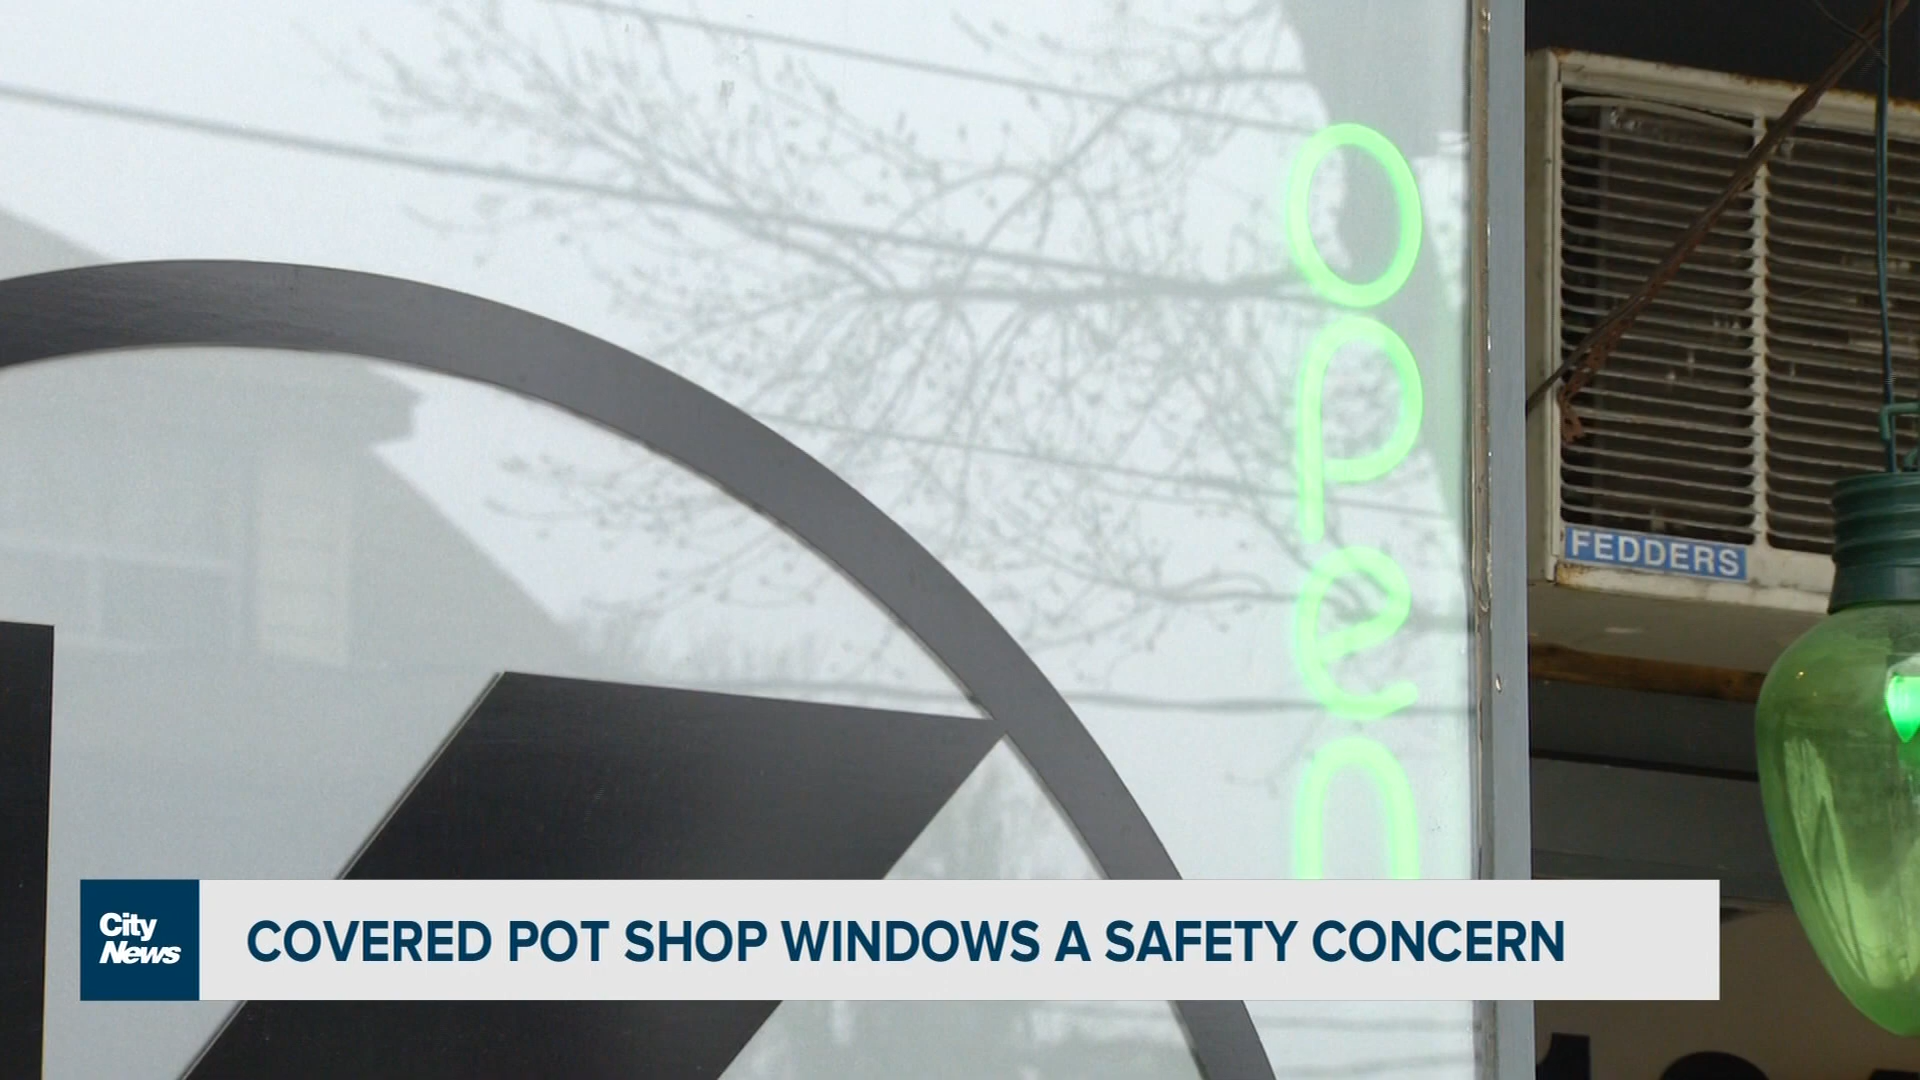 open
FEDDERS
City
News
COVERED POT SHOP WINDOWS A SAFETY CONCERN